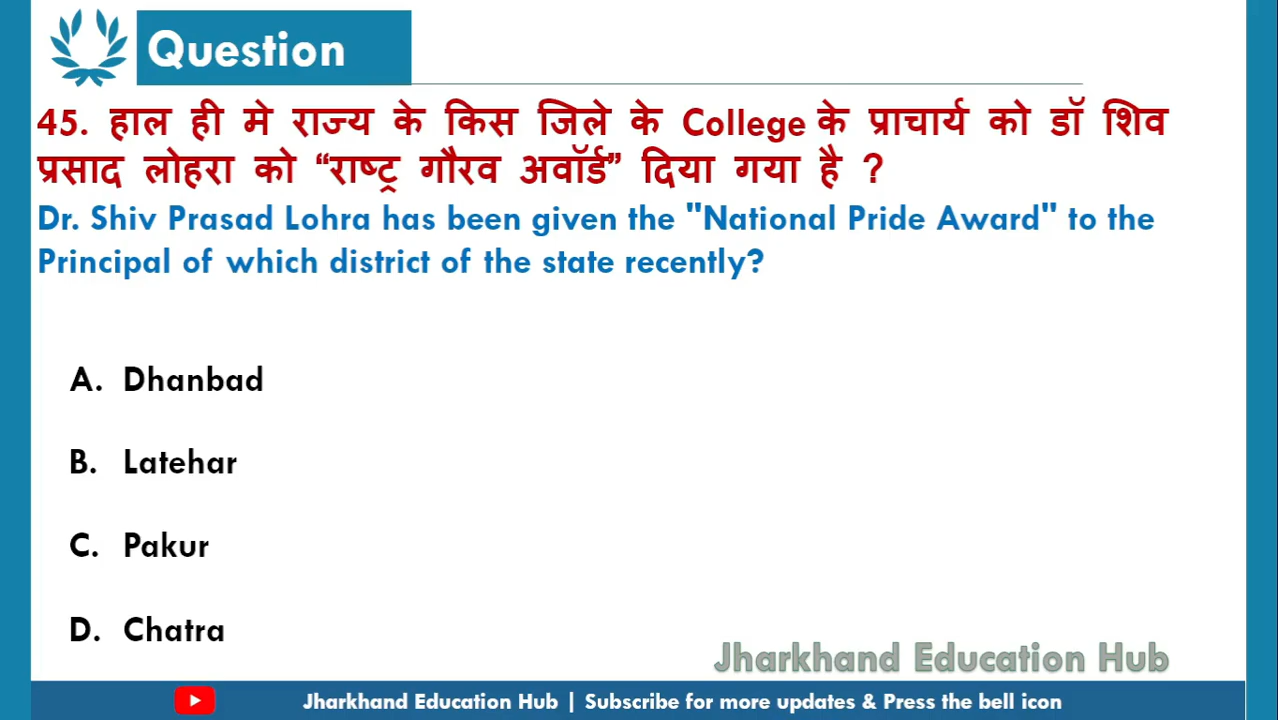 Question
45. हाल ही मे राज्य के किस जिले के College के प्राचार्य को डॉ शिव
प्रसाद लोहरा को “राष्ट्र गौरव अवॉर्ड” दिया गया है ?
Dr. Shiv Prasad Lohra has been given the "National Pride Award" to the
Principal of which district of the state recently?
A. Dhanbad
B. Latehar
C. Pakur
D. Chatra
Jharkhand Education Hub
Jharkhand Education Hub | Subscribe for more updates & Press the bell icon